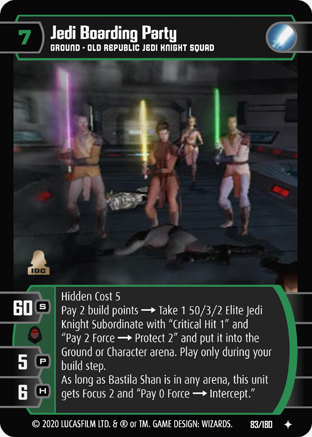 7
Jedi Boarding Party
GROUND - OLD REPUBLIC JEDI KNIGHT SQUAD
IDC
60 S
5 P
6 H
Hidden Cost 5
Pay 2 build points → Take 1 50/3/2 Elite Jedi
Knight Subordinate with “Critical Hit 1” and
“Pay 2 Force → Protect 2” and put it into the
Ground or Character arena. Play only during your
build step.
As long as Bastila Shan is in any arena, this unit
gets Focus 2 and “Pay 0 Force → Intercept.”
© 2020 LUCASFILM LTD. & ® or TM. GAME DESIGN: WIZARDS. 83/180